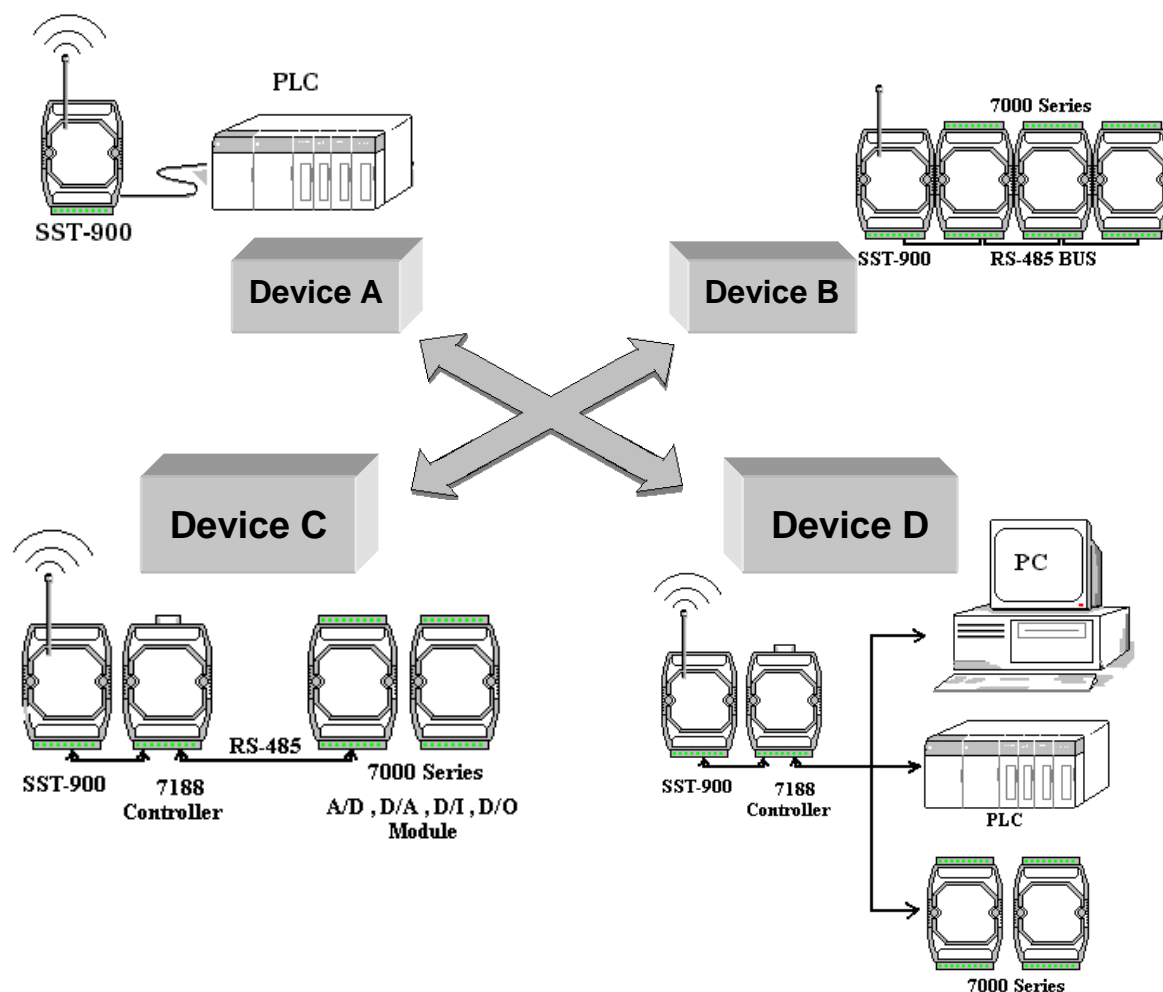 PLC
SST-900
7000 Series
SST-900
RS-485 BUS
Device A
Device B
Device C
Device D
RS-485
SST-900
7188
Controller
7000 Series
A/D , D/A , D/I , D/O
Module
PC
SST-900
7188
Controller
PLC
7000 Series